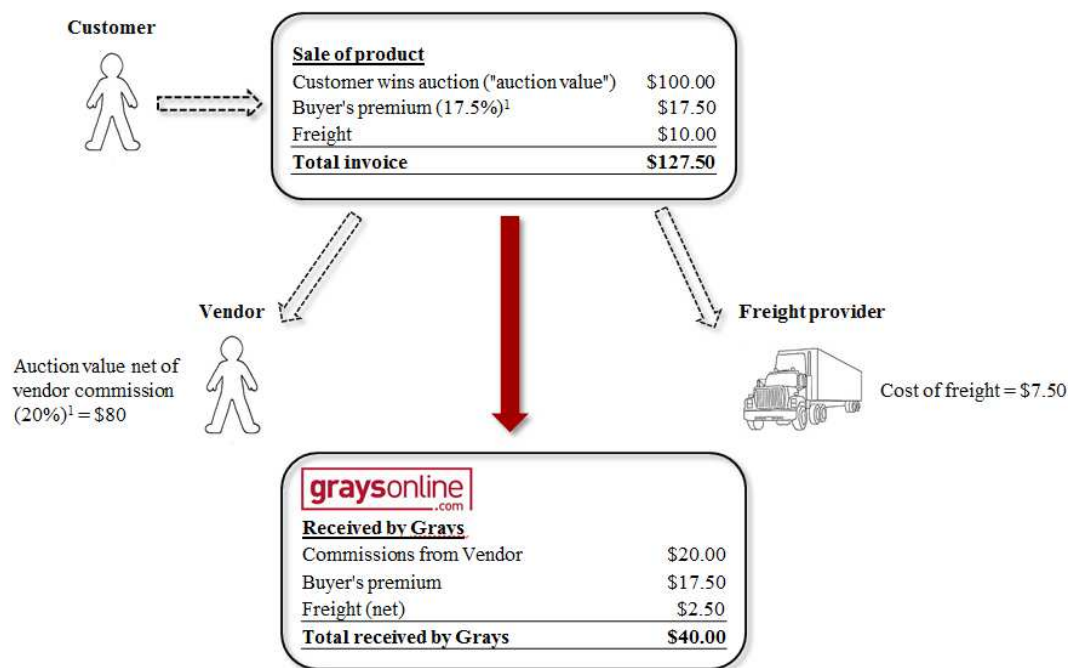 Customer
Sale of product
Customer wins auction ("auction value") $100.00
Buyer's premium (17.5%)¹ $17.50
Freight $10.00
Total invoice $127.50
Vendor
Auction value net of
vendor commission
(20%)¹ = $80
Freight provider
Cost of freight = $7.50
graysonline
.com
Received by Grays
Commissions from Vendor $20.00
Buyer's premium $17.50
Freight (net) $2.50
Total received by Grays $40.00